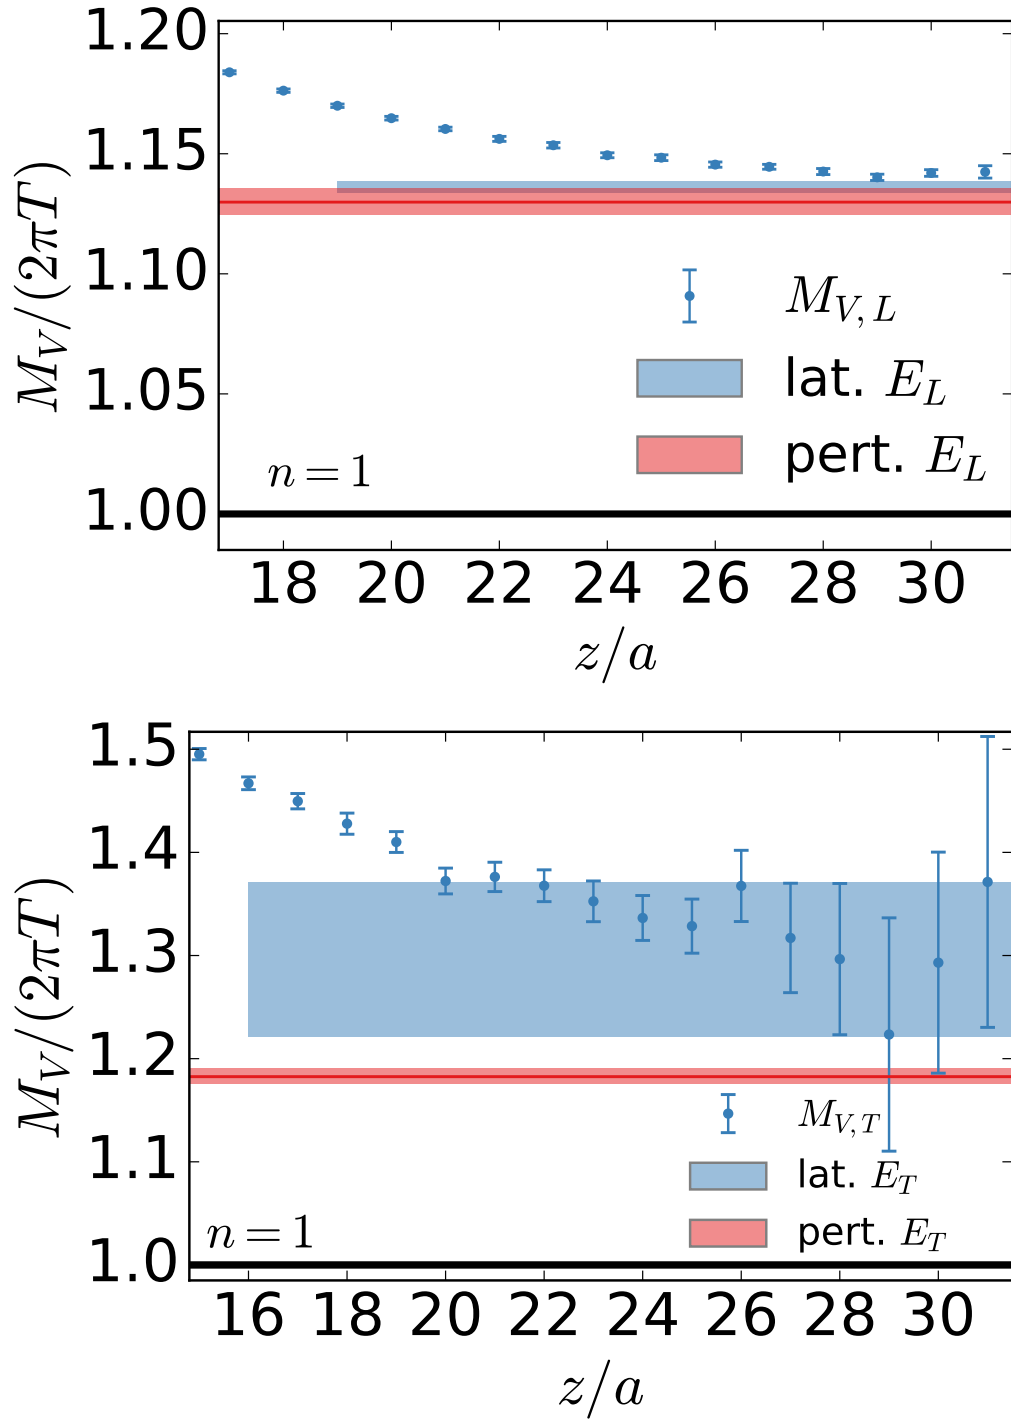 1.20
1.15
1.10
1.05
1.00
M_V/(2πT)
M_{V,L}
lat. E_L
pert. E_L
n = 1
18 20 22 24 26 28 30
z/a
1.5
1.4
1.3
1.2
1.1
1.0
M_V/(2πT)
M_{V,T}
lat. E_T
pert. E_T
n = 1
16 18 20 22 24 26 28 30
z/a